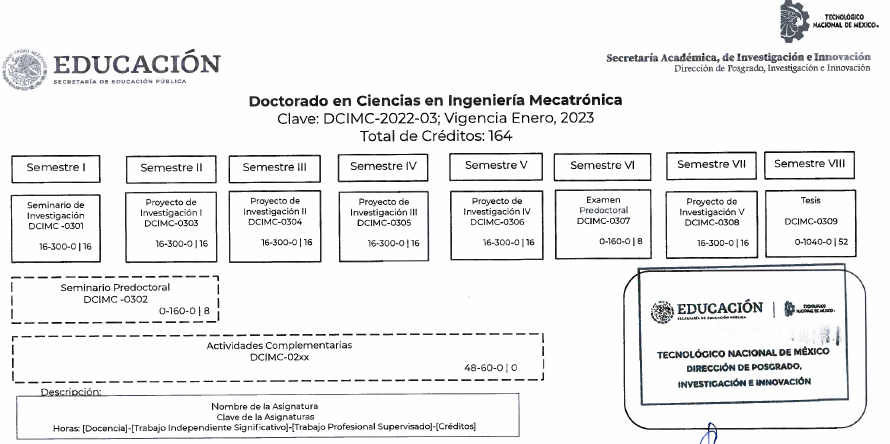 TECNOLÓGICO
NACIONAL DE MÉXICO®
EDUCACIÓN
SECRETARÍA DE EDUCACIÓN PÚBLICA
Secretaría Académica, de Investigación e Innovación
Dirección de Posgrado, Investigación e Innovación
Doctorado en Ciencias en Ingeniería Mecatrónica
Clave: DCIMC-2022-03; Vigencia Enero, 2023
Total de Créditos: 164
Semestre I
Semestre II
Semestre III
Semestre IV
Semestre V
Semestre VI
Semestre VII
Semestre VIII
Seminario de
Investigación
DCIMC -0301
16-300-0 | 16
Proyecto de
Investigación I
DCIMC-0303
16-300-0 | 16
Proyecto de
Investigación II
DCIMC-0304
16-300-0 | 16
Proyecto de
Investigación III
DCIMC-0305
16-300-0 | 16
Proyecto de
Investigación IV
DCIMC-0306
16-300-0 | 16
Examen
Predoctoral
DCIMC-0307
0-160-0 | 8
Proyecto de
Investigación V
DCIMC-0308
16-300-0 | 16
Tesis
DCIMC-0309
0-1040-0 | 52
Seminario Predoctoral
DCIMC -0302
0-160-0 | 8
Actividades Complementarias
DCIMC-02xx
48-60-0 | 0
EDUCACIÓN
SECRETARÍA DE EDUCACIÓN PÚBLICA
TECNOLÓGICO
NACIONAL DE MÉXICO®
TECNOLÓGICO NACIONAL DE MÉXICO
DIRECCIÓN DE POSGRADO,
INVESTIGACIÓN E INNOVACIÓN
Descripción:
Nombre de la Asignatura
Clave de la Asignaturas
Horas: [Docencia]-[Trabajo Independiente Significativo]-[Trabajo Profesional Supervisado]-[Créditos]